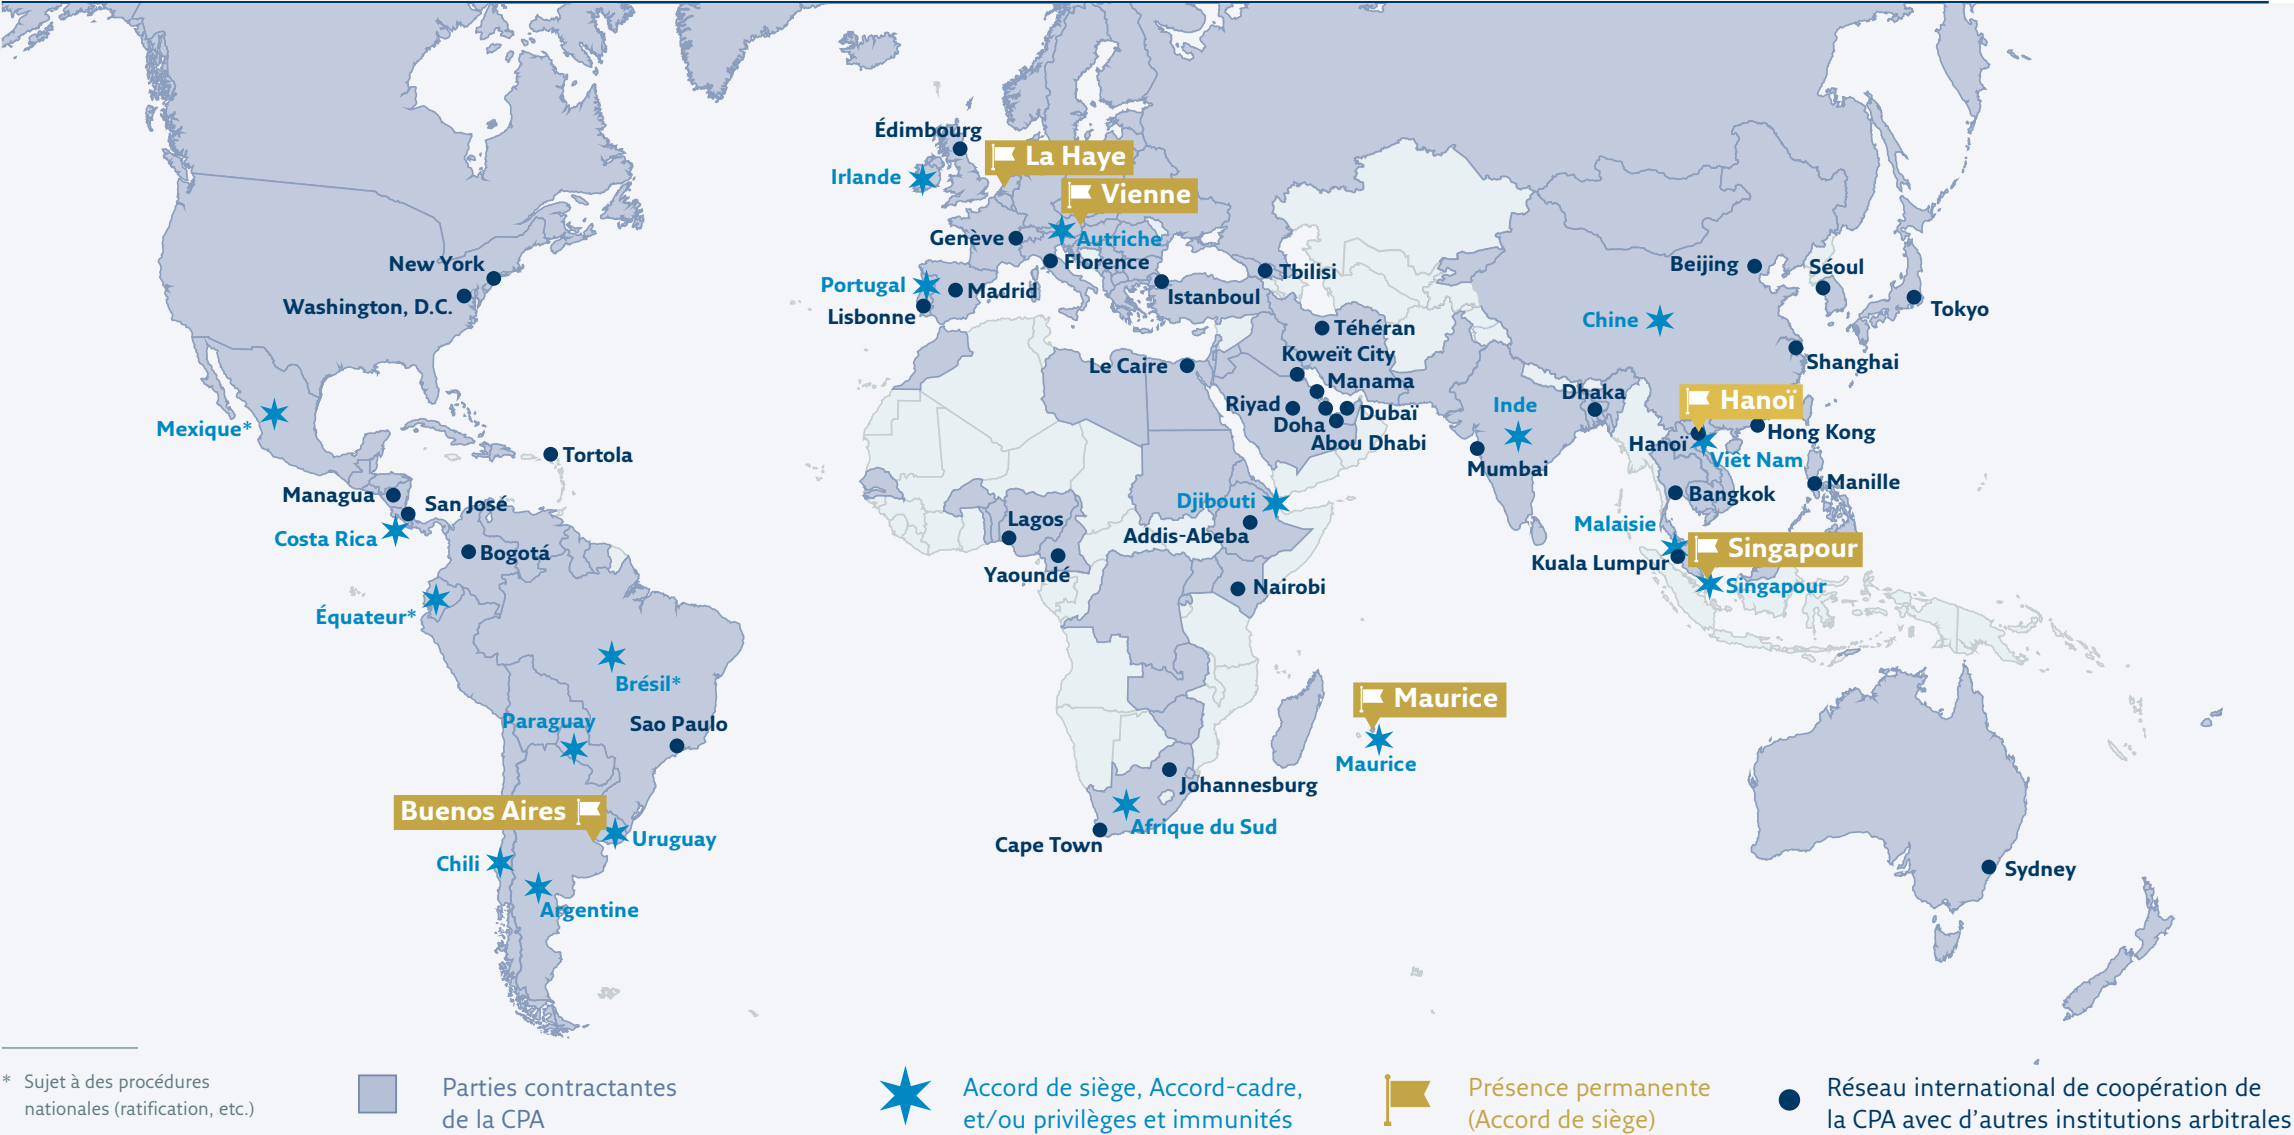 Édimbourg
La Haye
Irlande
Vienne
Genève
Autriche
Florence
New York
Beijing
Séoul
Tbilisi
Portugal
Madrid
Washington, D.C.
Istanboul
Lisbonne
Tokyo
Chine
Téhéran
Koweït City
Shanghai
Le Caire
Manama
Dhaka
Hanoï
Riyad
Inde
Dubaï
Doha
Mexique*
Abou Dhabi
Hong Kong
Hanoï
Tortola
Mumbai
Viêt Nam
Manille
Managua
San José
Djibouti
Bangkok
Lagos
Malaisie
Costa Rica
Addis-Abeba
Bogotá
Singapour
Kuala Lumpur
Yaoundé
Nairobi
Singapour
Équateur*
Brésil*
Maurice
Paraguay
Sao Paulo
Maurice
Johannesburg
Buenos Aires
Afrique du Sud
Uruguay
Cape Town
Chili
Sydney
Argentine
* Sujet à des procédures
nationales (ratification, etc.)
Parties contractantes
de la CPA
Accord de siège, Accord-cadre,
et/ou privilèges et immunités
Présence permanente
(Accord de siège)
Réseau international de coopération de
la CPA avec d’autres institutions arbitrales